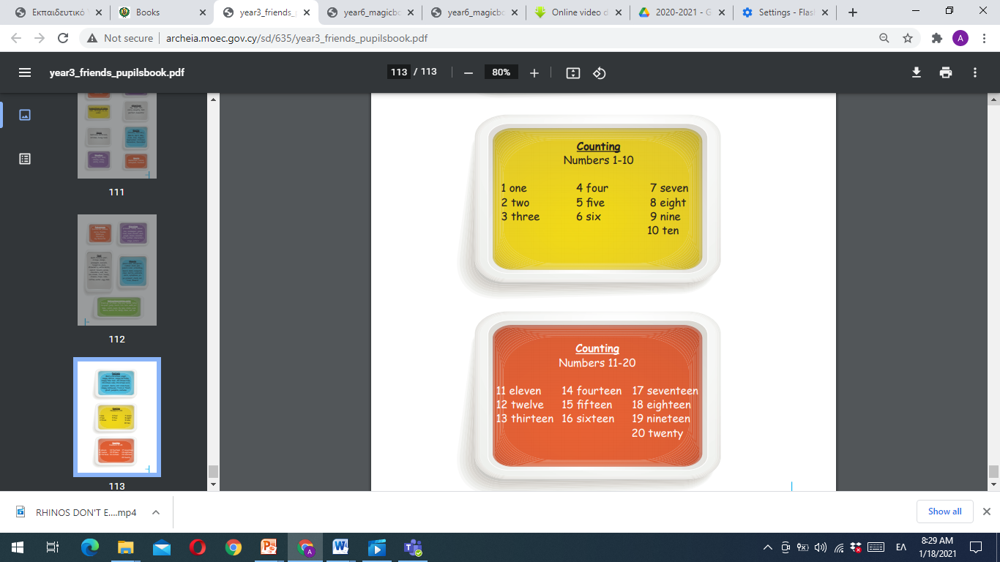 Εκπαιδευτικό
Books
year3_friends_
year6_magicbo
year6_magicbo
Online video d
2020-2021 - G
Settings - Flas
Not secure
archeia.moec.gov.cy/sd/635/year3_friends_pupilsbook.pdf
A
year3_friends_pupilsbook.pdf
113 / 113
80%
111
112
113
Counting
Numbers 1-10
1 one 4 four 7 seven
2 two 5 five 8 eight
3 three 6 six 9 nine
10 ten
Counting
Numbers 11-20
11 eleven 14 fourteen 17 seventeen
12 twelve 15 fifteen 18 eighteen
13 thirteen 16 sixteen 19 nineteen
20 twenty
RHINOS DON'T E....mp4
Show all
ΕΛ
8:29 AM
1/18/2021